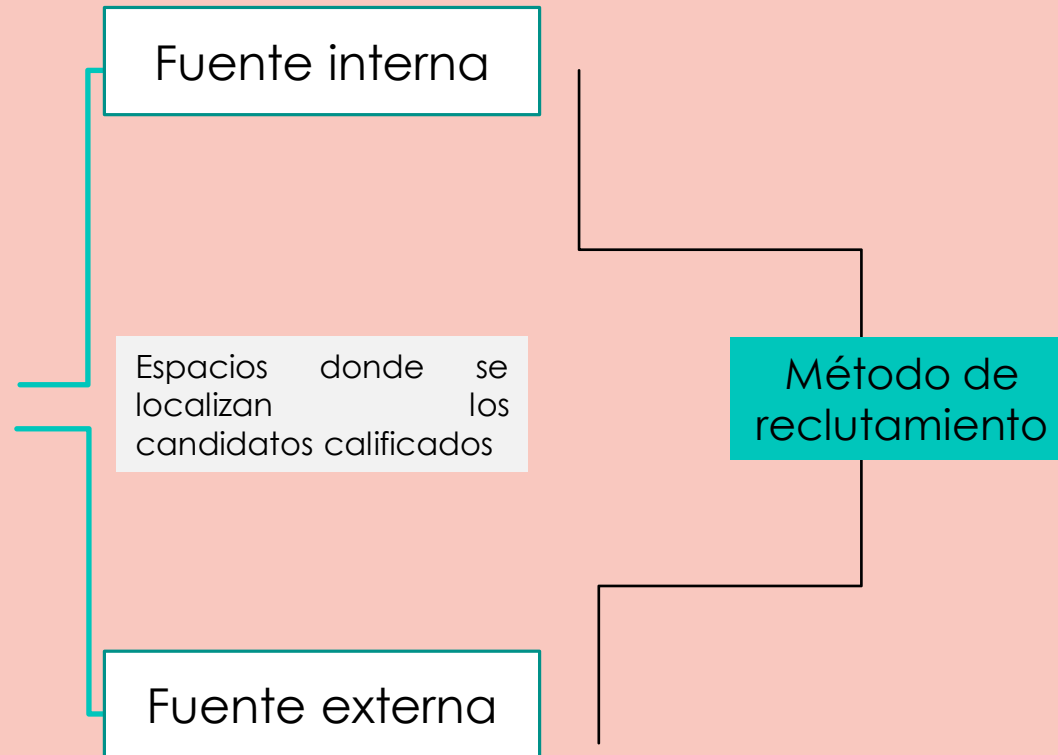 Fuente interna
Espacios donde se
localizan los
candidatos calificados
Método de
reclutamiento
Fuente externa